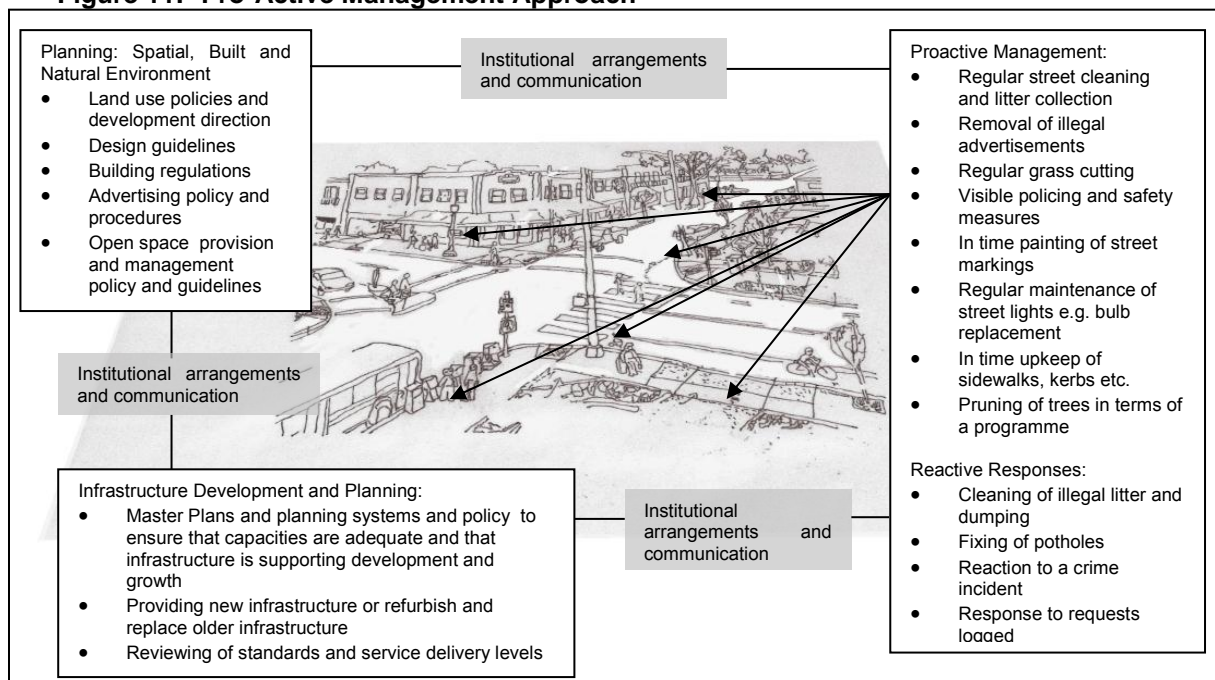 Figure 11: Pro-Active Management Approach
Planning: Spatial, Built and
Natural Environment
• Land use policies and
development direction
• Design guidelines
• Building regulations
• Advertising policy and
procedures
• Open space provision
and management
policy and guidelines
Institutional arrangements
and communication
Proactive Management:
• Regular street cleaning
and litter collection
• Removal of illegal
advertisements
• Regular grass cutting
• Visible policing and safety
measures
• In time painting of street
markings
• Regular maintenance of
street lights e.g. bulb
replacement
• In time upkeep of
sidewalks, kerbs etc.
• Pruning of trees in terms of
a programme
Reactive Responses:
• Cleaning of illegal litter and
dumping
• Fixing of potholes
• Reaction to a crime
incident
• Response to requests
logged
Institutional arrangements
and communication
Infrastructure Development and Planning:
• Master Plans and planning systems and policy to
ensure that capacities are adequate and that
infrastructure is supporting development and
growth
• Providing new infrastructure or refurbish and
replace older infrastructure
• Reviewing of standards and service delivery levels
Institutional
arrangements and
communication